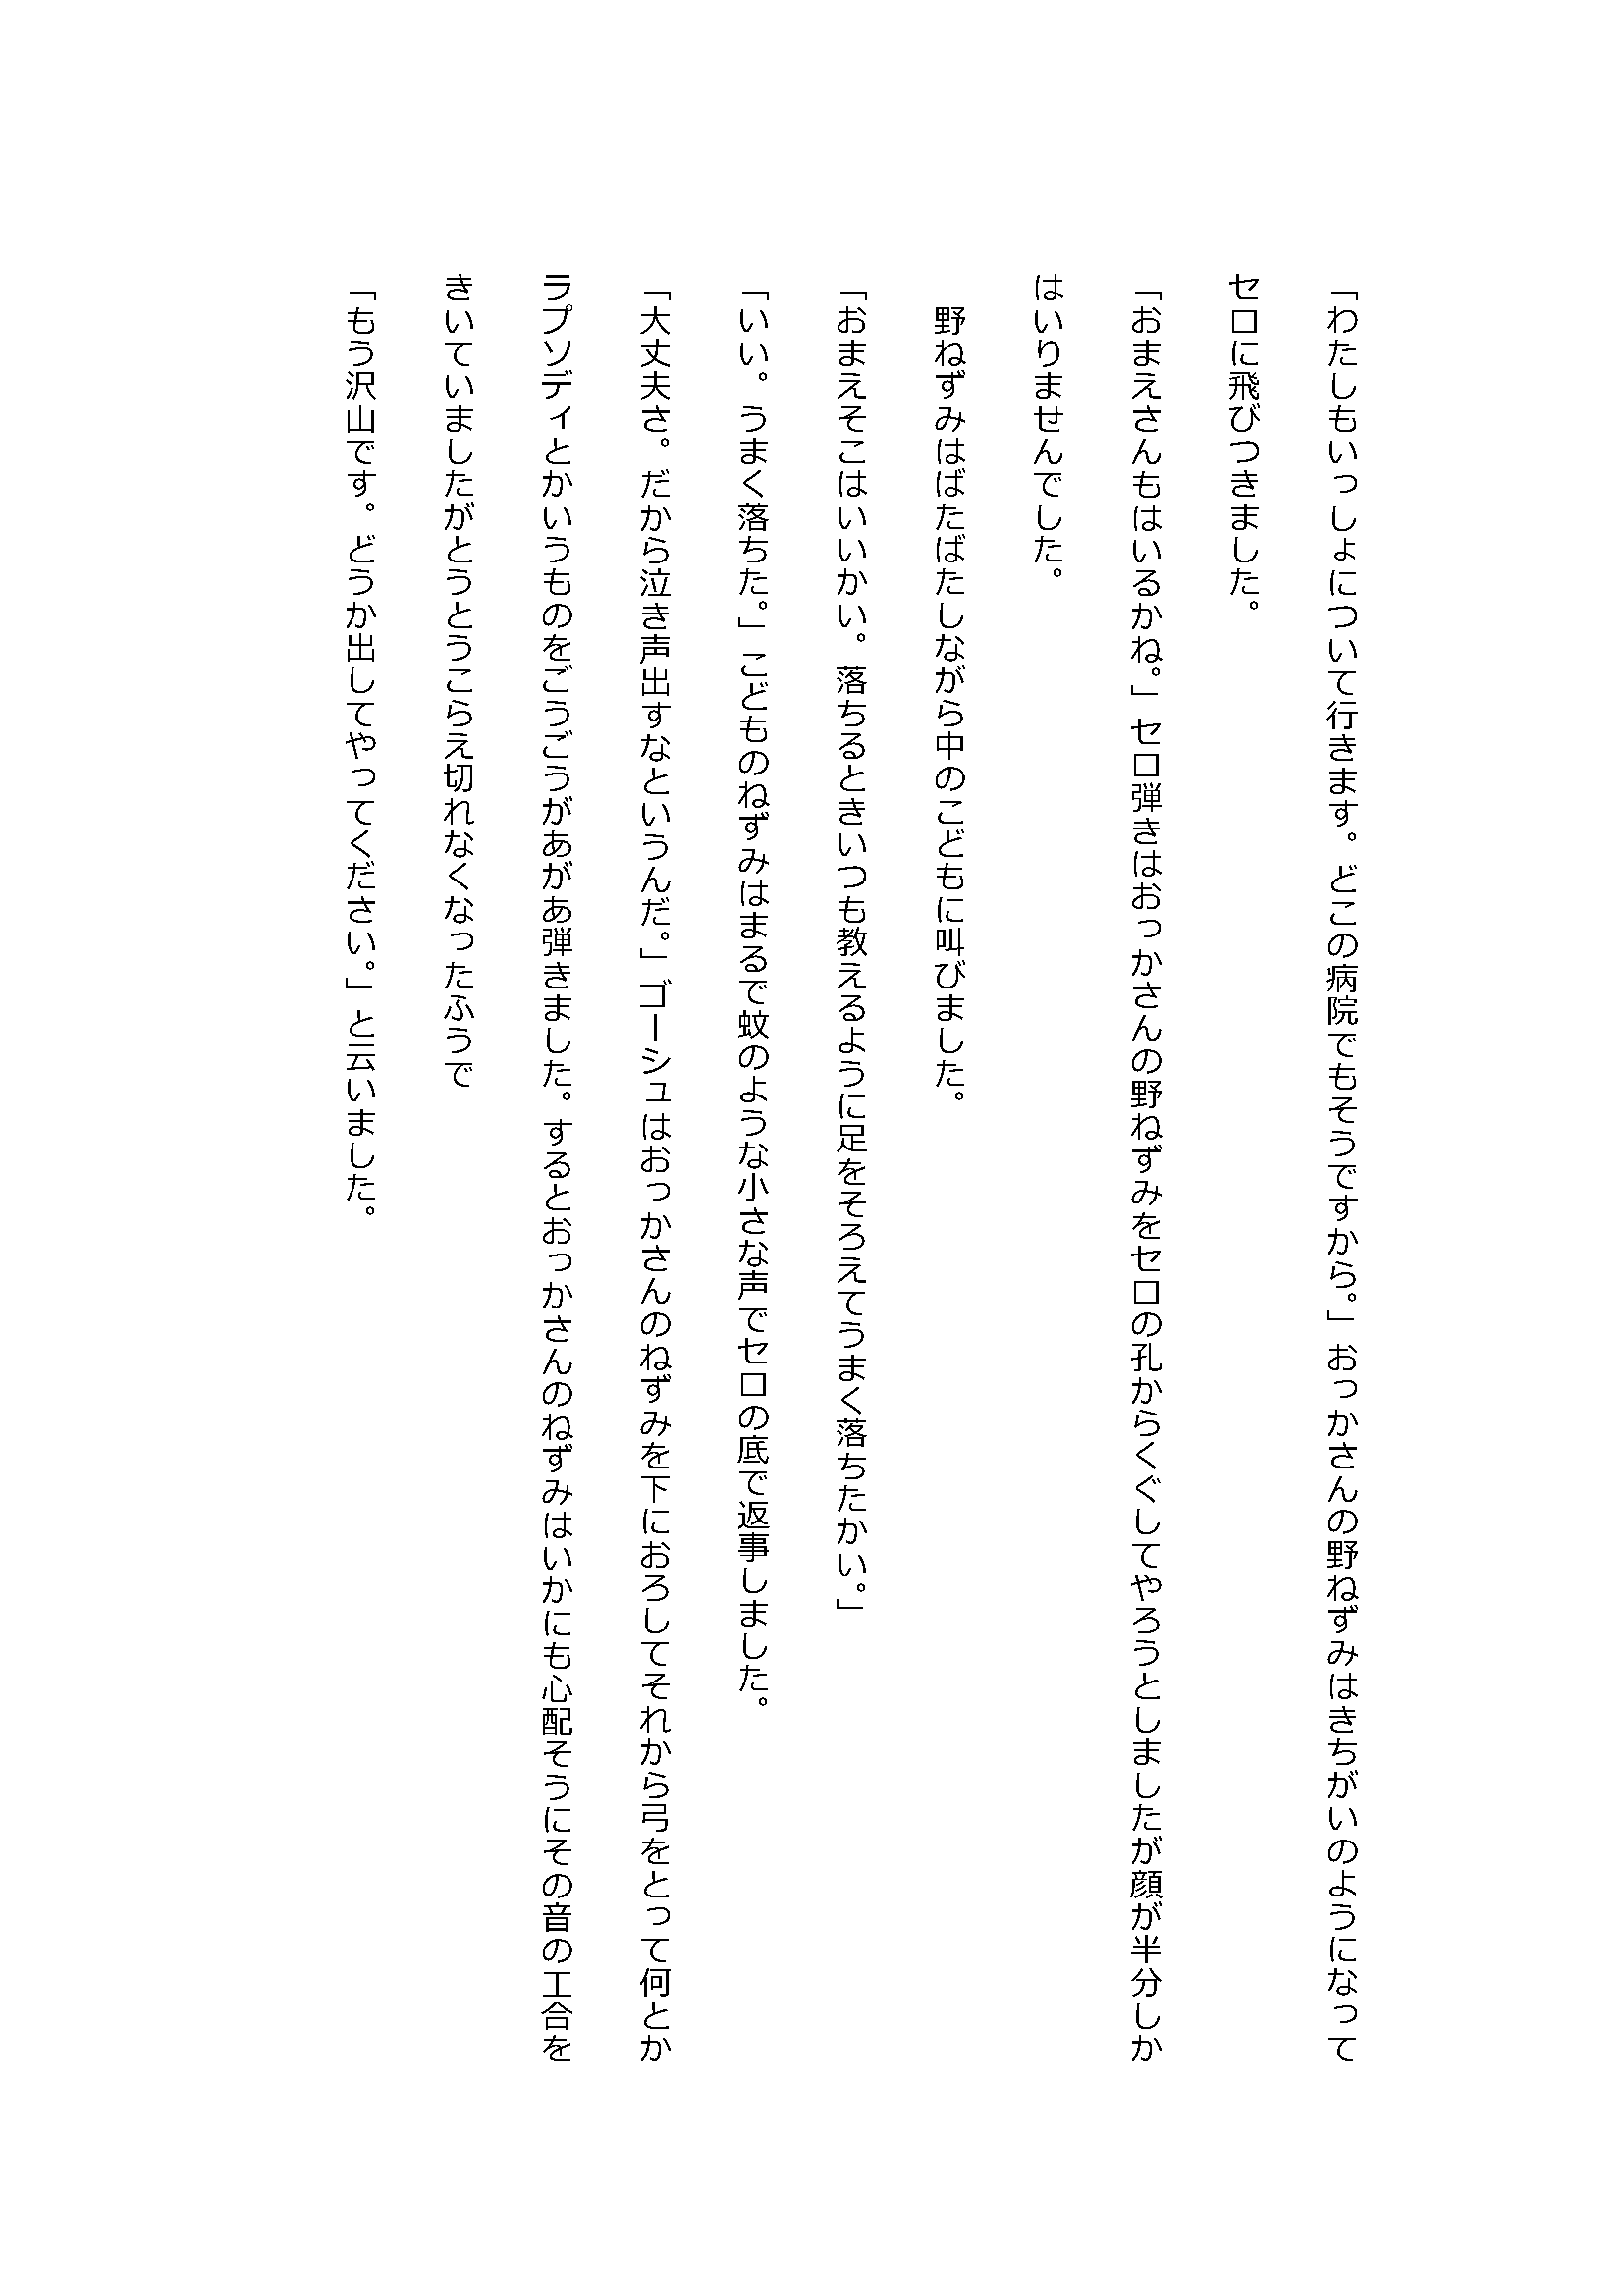 「わたしもいっしょについて行きます。どこの病院でもそうですから。」おっかさんの野ねずみはきちがいのようになって
セロに飛びつきました。
「おまえさんもはいるかね。」セロ弾きはおっかさんの野ねずみをセロの孔からくぐしてやろうとしましたが顔が半分しか
はいりませんでした。
　野ねずみはばたばたしながら中のこどもに叫びました。
「おまえそこはいいかい。落ちるときいつも教えるように足をそろえてうまく落ちたかい。」
「いい。うまく落ちた。」こどものねずみはまるで蚊のような小さな声でセロの底で返事しました。
「大丈夫さ。だから泣き声出すなというんだ。」ゴーシュはおっかさんのねずみを下におろしてそれから弓をとって何とか
ラプソディとかいうものをごうごうがあがあ弾きました。するとおっかさんのねずみはいかにも心配そうにその音の工合を
きいていましたがとうとうこらえ切れなくなったふうで
「もう沢山です。どうか出してやってください。」と云いました。